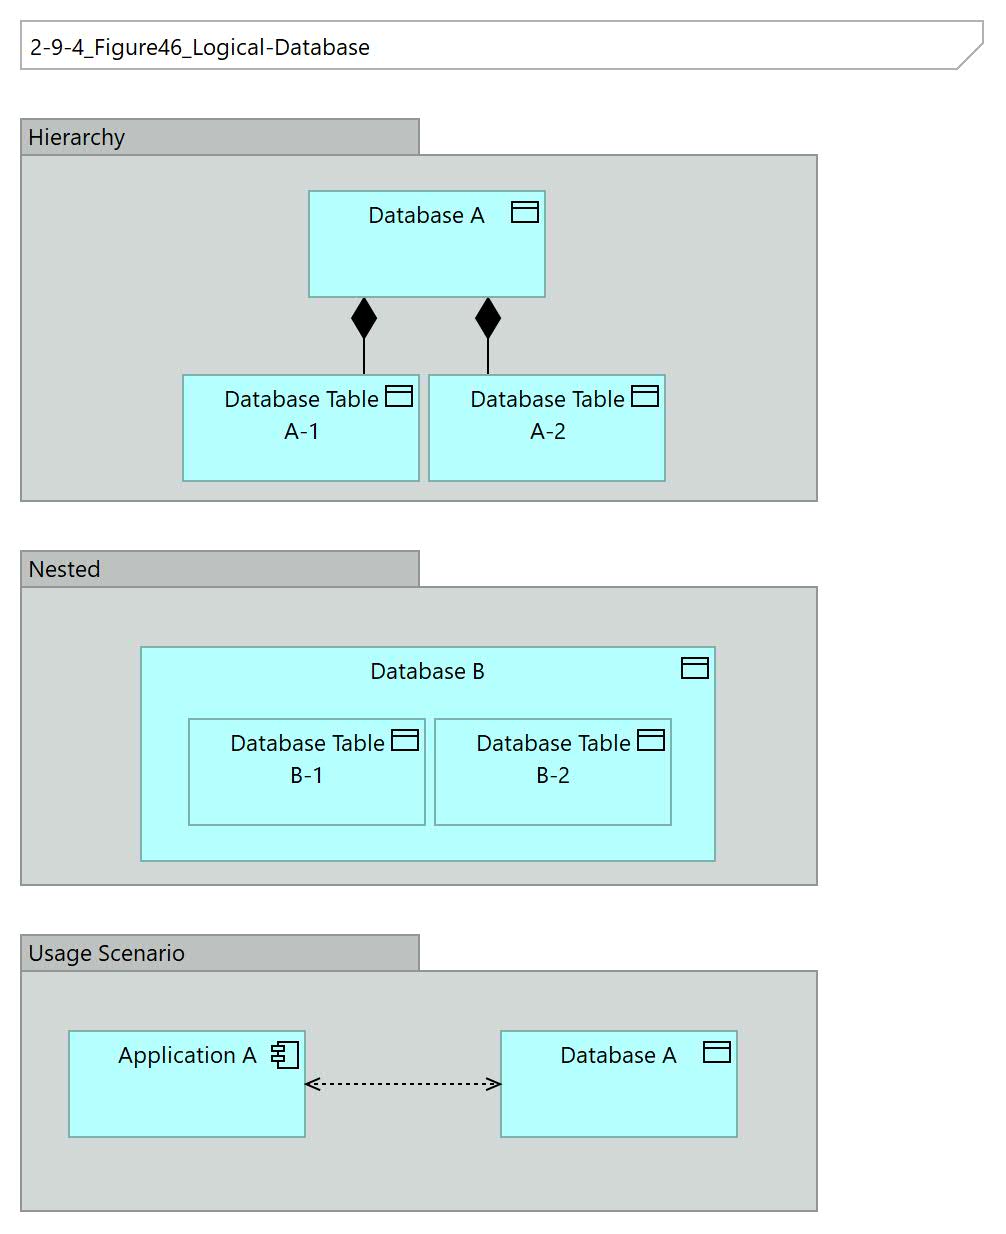 2-9-4_Figure46_Logical-Database
Hierarchy
Database A
Database Table
A-1
Database Table
A-2
Nested
Database B
Database Table
B-1
Database Table
B-2
Usage Scenario
Application A
Database A